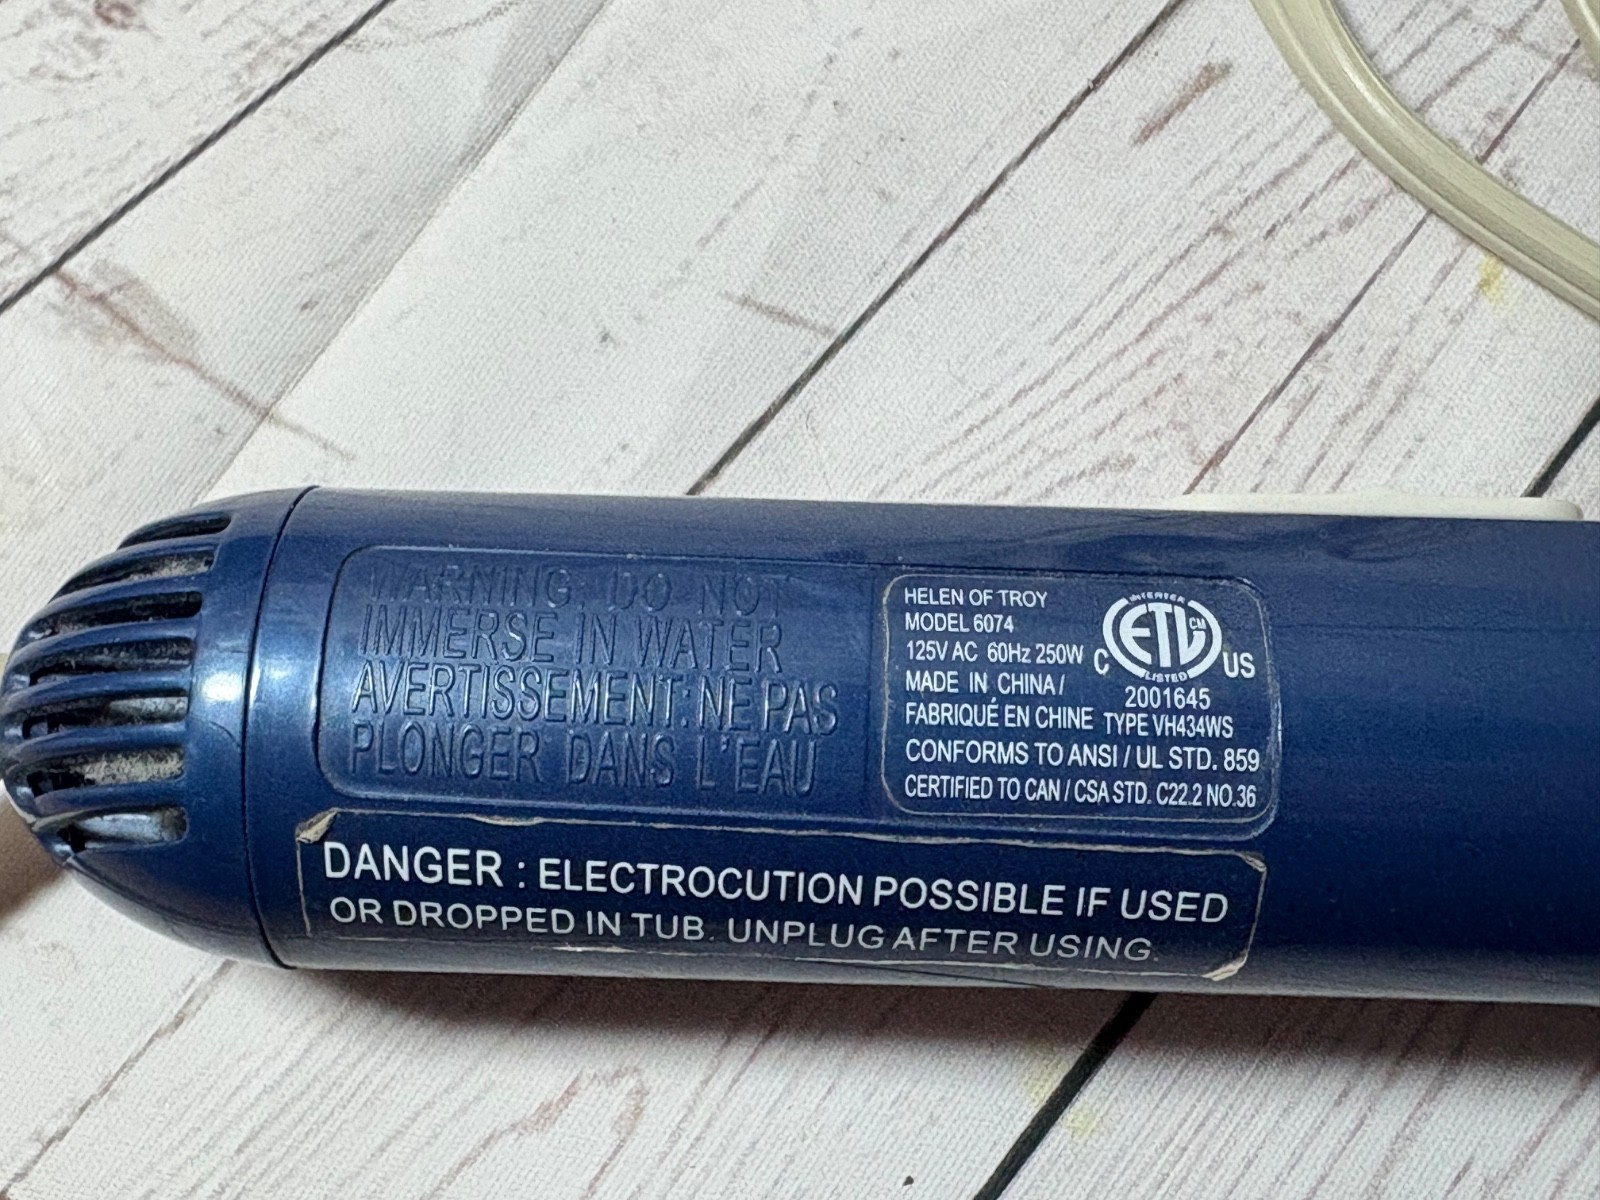 WARNING: DO NOT
IMMERSE IN WATER
AVERTISSEMENT: NE PAS
PLONGER DANS L'EAU
HELEN OF TROY
MODEL 6074
125V AC 60Hz 250W
MADE IN CHINA /
FABRIQUÉ EN CHINE
INTERTEK
ETL CM
LISTED
C US
2001645
TYPE VH434WS
CONFORMS TO ANSI / UL STD. 859
CERTIFIED TO CAN / CSA STD. C22.2 NO.36
DANGER : ELECTROCUTION POSSIBLE IF USED
OR DROPPED IN TUB. UNPLUG AFTER USING.